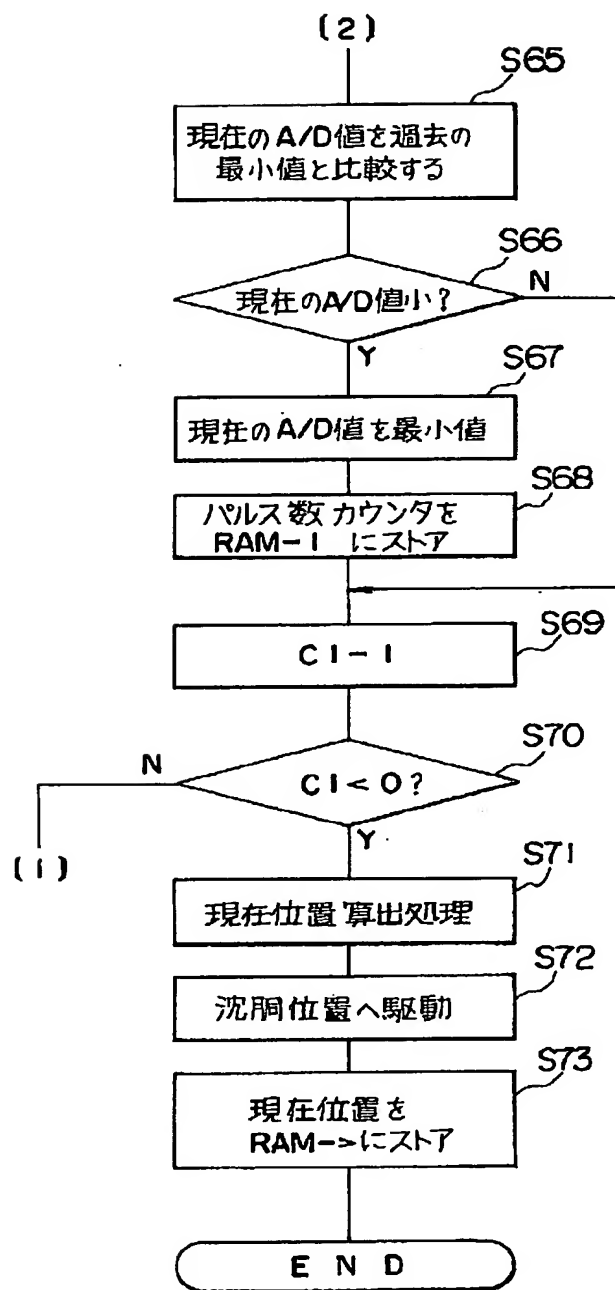 (2)
S65
現在のA/D値を過去の
最小値と比較する
S66
現在のA/D値小?
N
Y
S67
現在のA/D値を最小値
S68
パルス数カウンタを
RAM-1 にストア
S69
C1-1
S70
N
C1<0?
Y
(1)
S71
現在位置算出処理
S72
沈胴位置へ駆動
S73
現在位置を
RAM->にストア
END